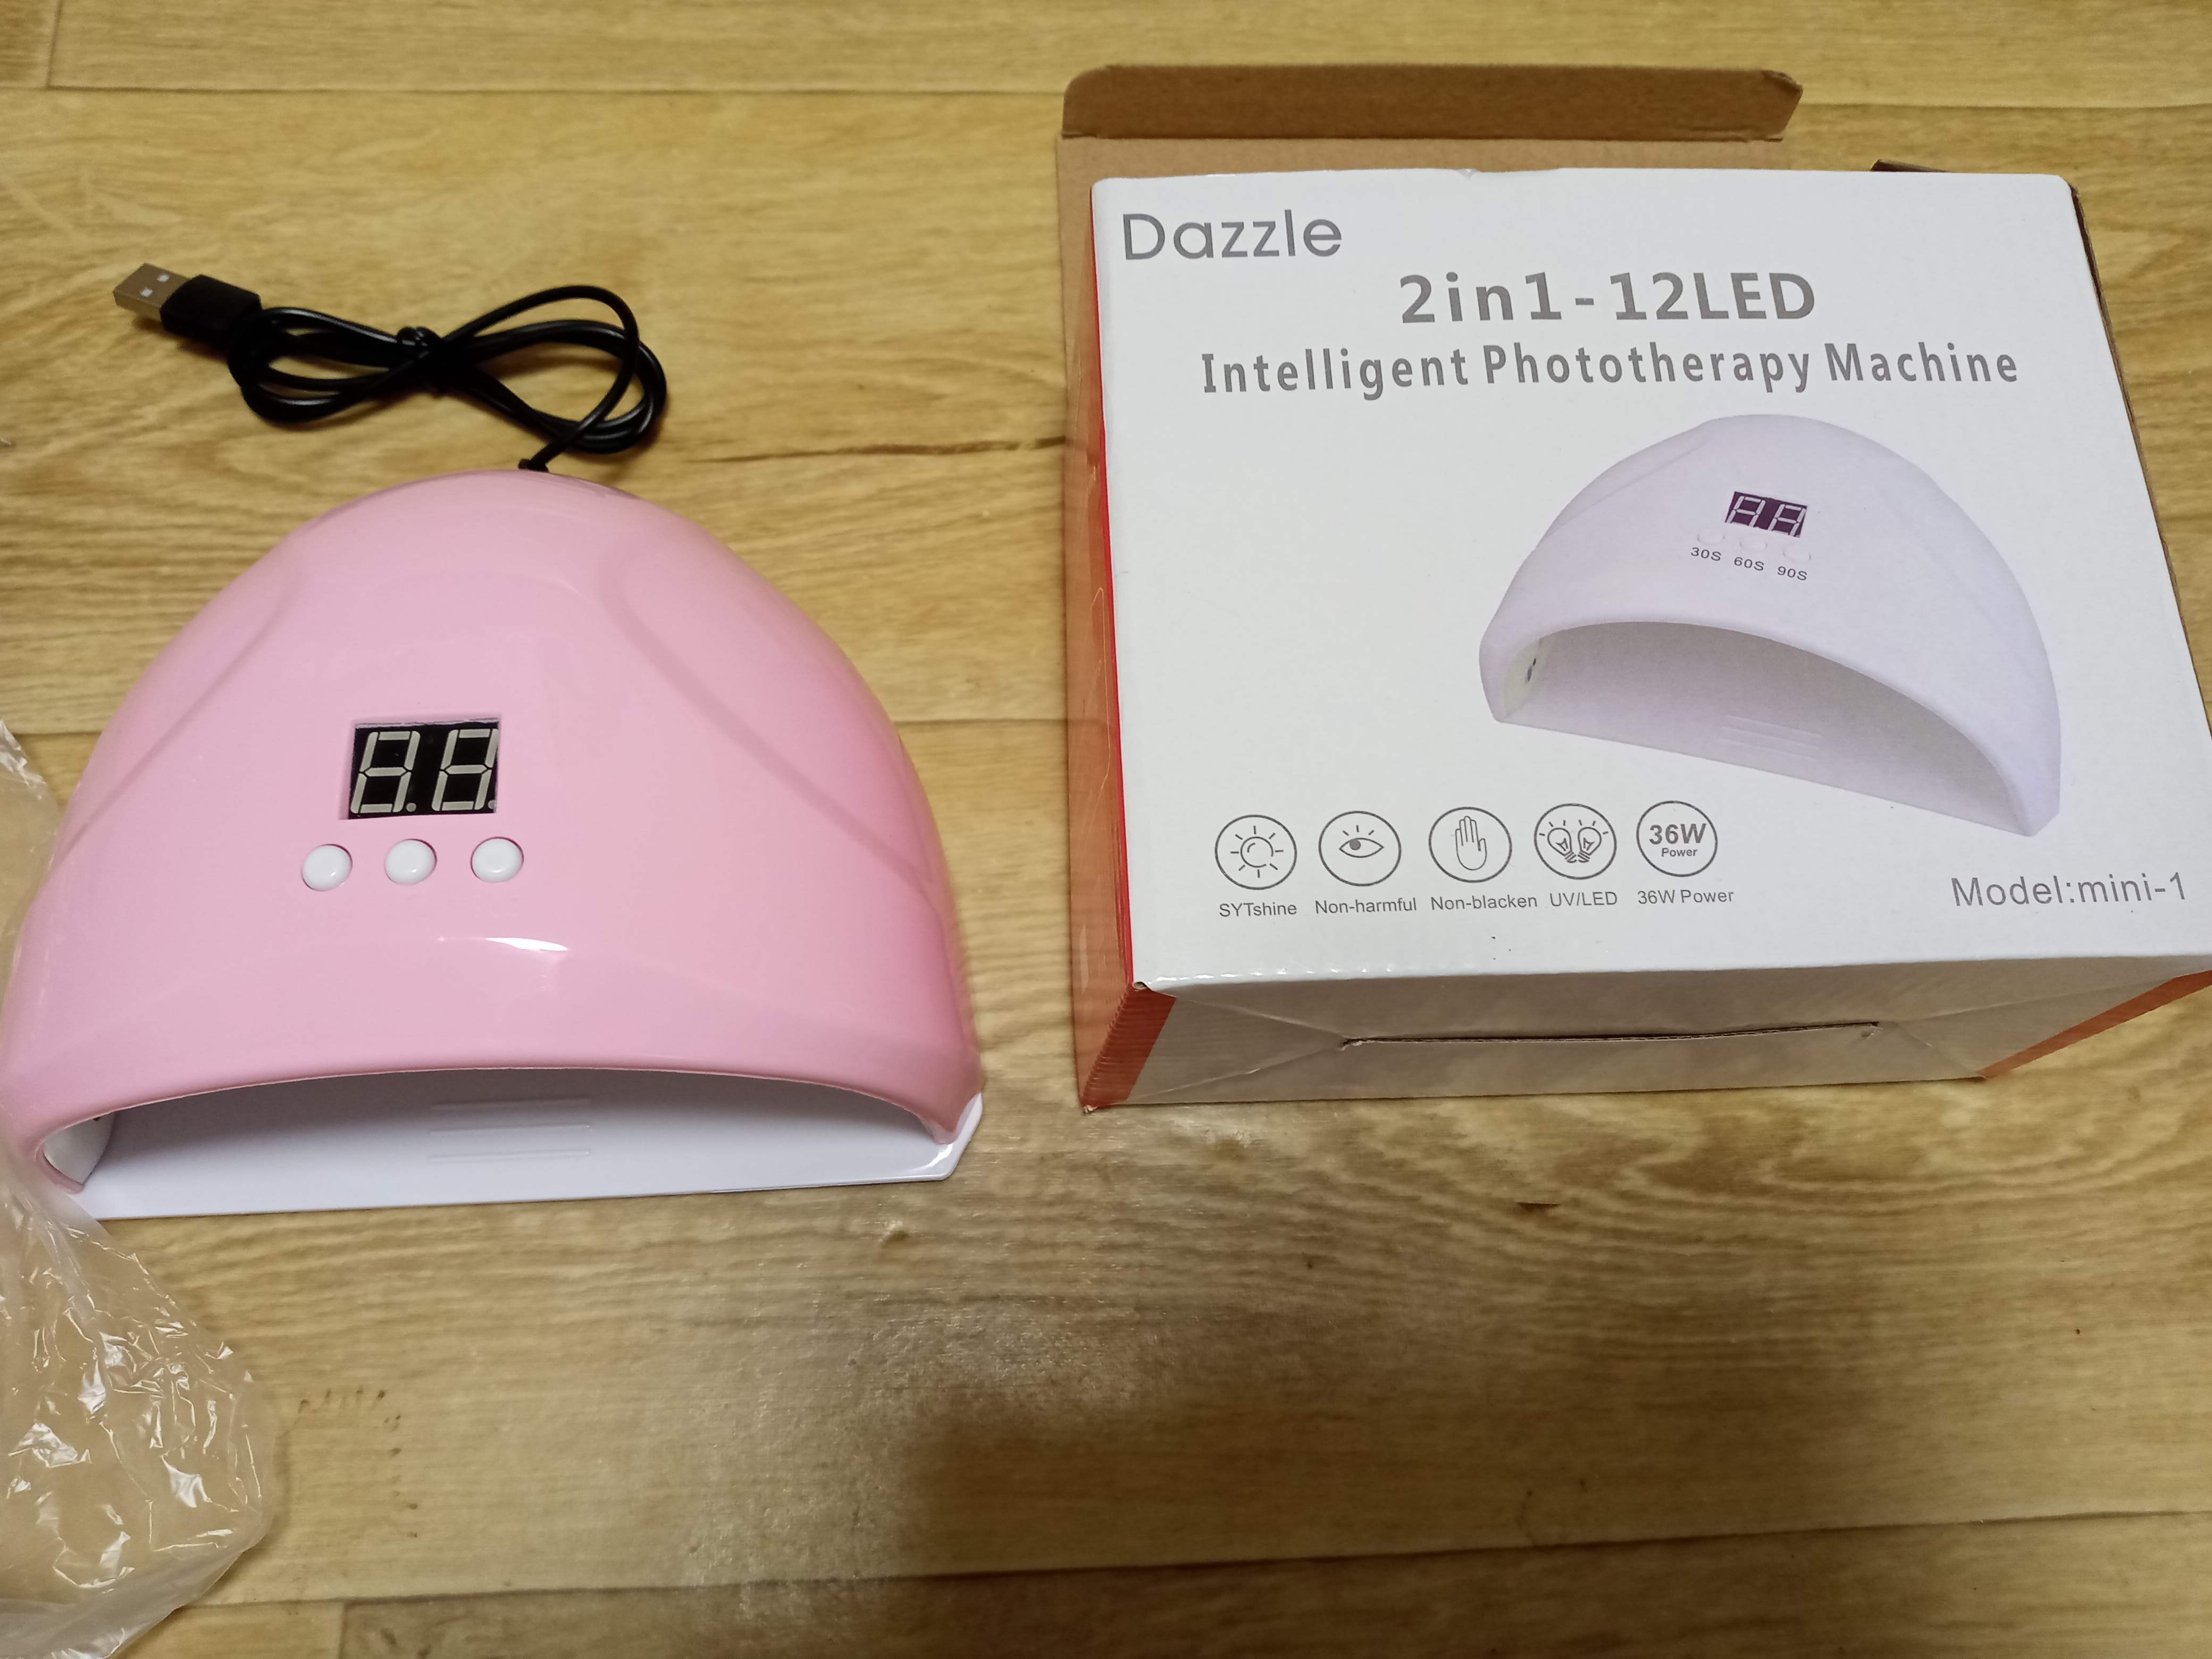 Dazzle
2in1-12LED
Intelligent Phototherapy Machine
30S 60S 90S
36W
Power
SYTshine Non-harmful Non-blacken UV/LED 36W Power
Model:mini-1